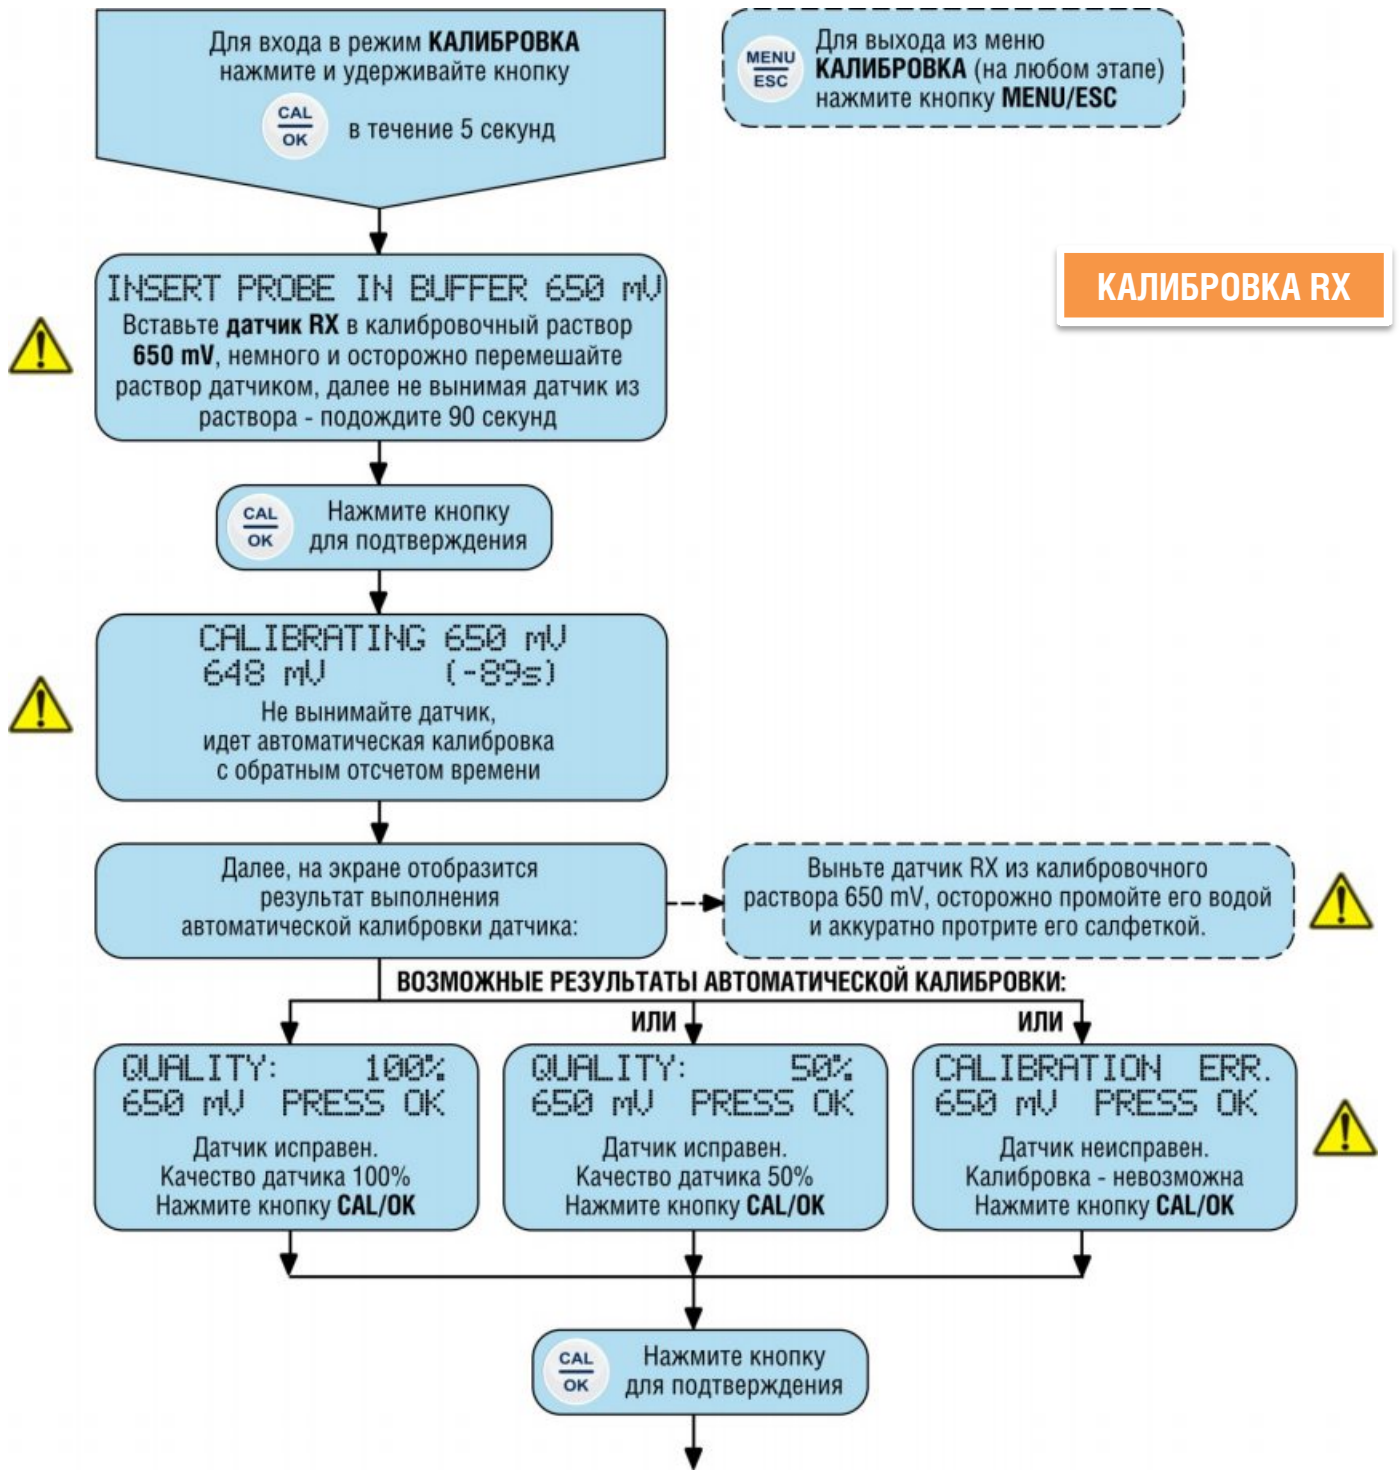 Для входа в режим КАЛИБРОВКА
нажмите и удерживайте кнопку
CAL
OK
в течение 5 секунд
MENU
ESC
Для выхода из меню
КАЛИБРОВКА (на любом этапе)
нажмите кнопку MENU/ESC
КАЛИБРОВКА RX
INSERT PROBE IN BUFFER 650 mV
Вставьте датчик RX в калибровочный раствор
650 mV, немного и осторожно перемешайте
раствор датчиком, далее не вынимая датчик из
раствора - подождите 90 секунд
CAL
OK
Нажмите кнопку
для подтверждения
CALIBRATING 650 mV
648 mV (-89s)
Не вынимайте датчик,
идет автоматическая калибровка
с обратным отсчетом времени
Далее, на экране отобразится
результат выполнения
автоматической калибровки датчика:
Выньте датчик RX из калибровочного
раствора 650 mV, осторожно промойте его водой
и аккуратно протрите его салфеткой.
ВОЗМОЖНЫЕ РЕЗУЛЬТАТЫ АВТОМАТИЧЕСКОЙ КАЛИБРОВКИ:
ИЛИ
ИЛИ
QUALITY: 100%
650 mV PRESS OK
Датчик исправен.
Качество датчика 100%
Нажмите кнопку CAL/OK
QUALITY: 50%
650 mV PRESS OK
Датчик исправен.
Качество датчика 50%
Нажмите кнопку CAL/OK
CALIBRATION ERR.
650 mV PRESS OK
Датчик неисправен.
Калибровка - невозможна
Нажмите кнопку CAL/OK
CAL
OK
Нажмите кнопку
для подтверждения